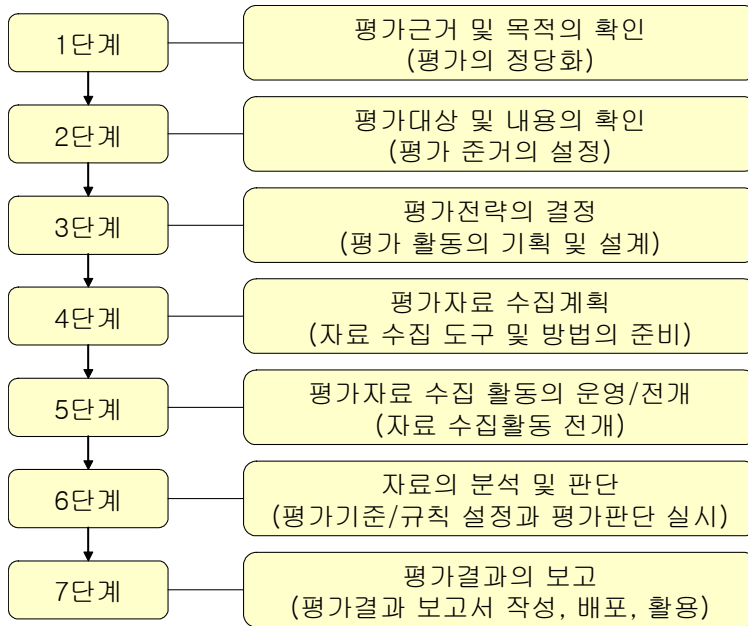 1단계
평가근거 및 목적의 확인
(평가의 정당화)
2단계
평가대상 및 내용의 확인
(평가 준거의 설정)
3단계
평가전략의 결정
(평가 활동의 기획 및 설계)
4단계
평가자료 수집계획
(자료 수집 도구 및 방법의 준비)
5단계
평가자료 수집 활동의 운영/전개
(자료 수집활동 전개)
6단계
자료의 분석 및 판단
(평가기준/규칙 설정과 평가판단 실시)
7단계
평가결과의 보고
(평가결과 보고서 작성, 배포, 활용)